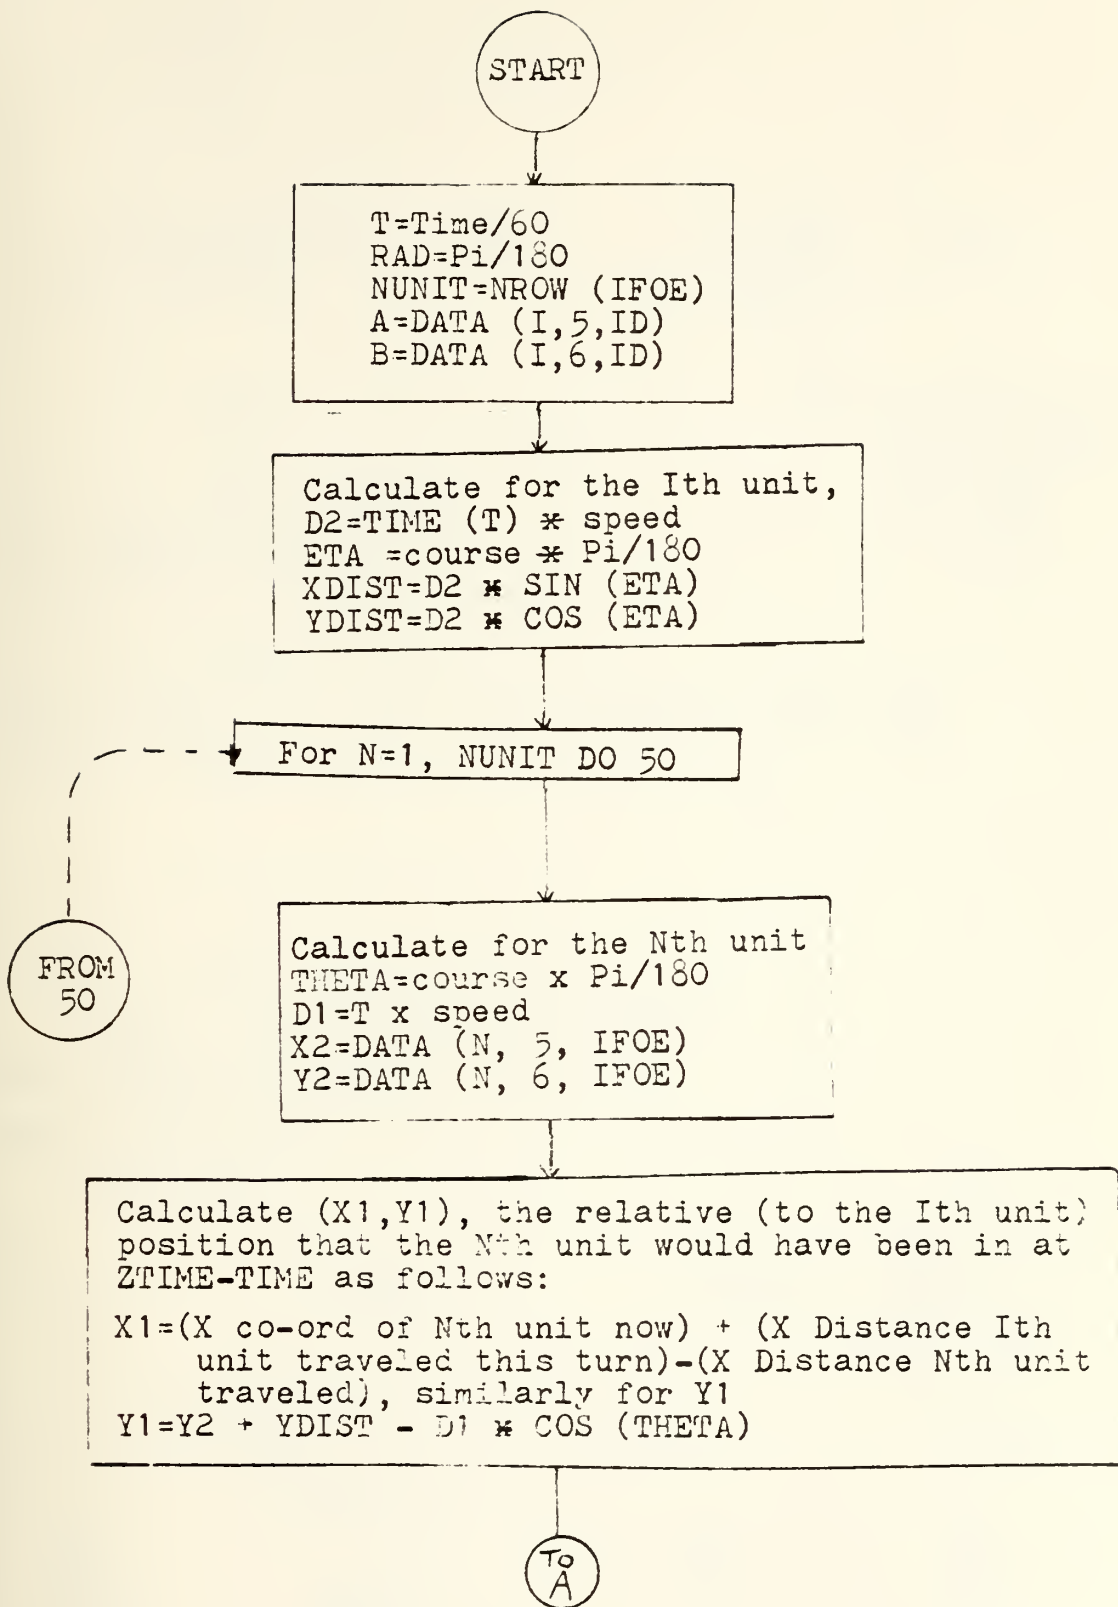 START
T=Time/60
RAD=Pi/180
NUNIT=NROW (IFOE)
A=DATA (I,5,ID)
B=DATA (I,6,ID)
Calculate for the Ith unit,
D2=TIME (T) * speed
ETA =course * Pi/180
XDIST=D2 * SIN (ETA)
YDIST=D2 * COS (ETA)
For N=1, NUNIT DO 50
FROM
50
Calculate for the Nth unit
THETA=course x Pi/180
D1=T x speed
X2=DATA (N, 5, IFOE)
Y2=DATA (N, 6, IFOE)
Calculate (X1,Y1), the relative (to the Ith unit)
position that the Nth unit would have been in at
ZTIME-TIME as follows:
X1=(X co-ord of Nth unit now) + (X Distance Ith
unit traveled this turn)-(X Distance Nth unit
traveled), similarly for Y1
Y1=Y2 + YDIST - D1 * COS (THETA)
TO
A